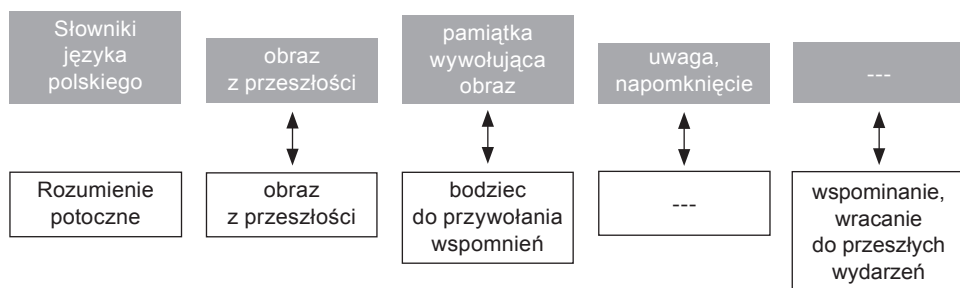 Słowniki
języka
polskiego
obraz
z przeszłości
pamiątka
wywołująca
obraz
uwaga,
napomknięcie
---
Rozumienie
potoczne
obraz
z przeszłości
bodziec
do przywołania
wspomnień
---
wspominanie,
wracanie
do przeszłych
wydarzeń